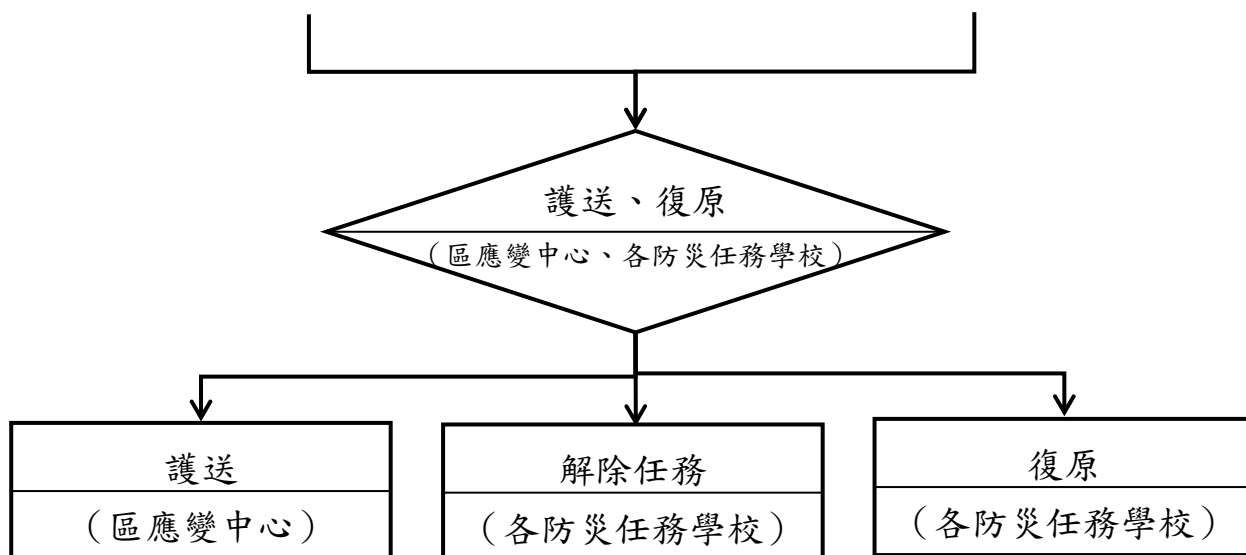 護送、復原
（區應變中心、各防災任務學校）
護送
（區應變中心）
解除任務
（各防災任務學校）
復原
（各防災任務學校）